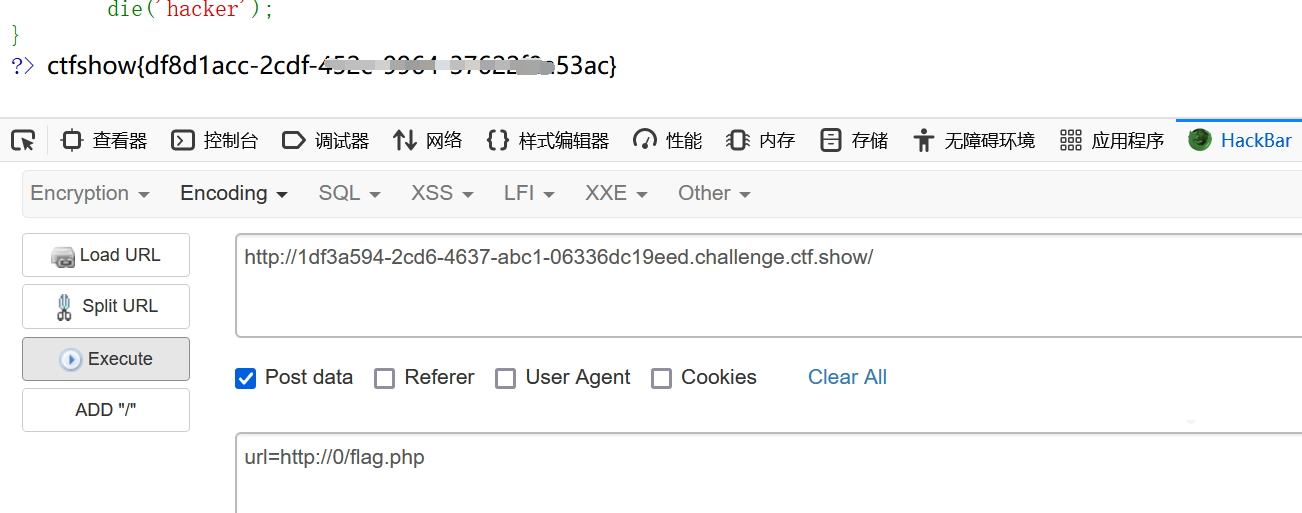 die('hacker');
}
?> ctfshow{df8d1acc-2cdf-53ac}
查看器 控制台 调试器 网络 样式编辑器 性能 内存 存储 无障碍环境 应用程序 HackBar
Encryption Encoding SQL XSS LFI XXE Other
Load URL
http://1df3a594-2cd6-4637-abc1-06336dc19eed.challenge.ctf.show/
Split URL
Execute
Post data Referer User Agent Cookies Clear All
ADD "/"
url=http://0/flag.php